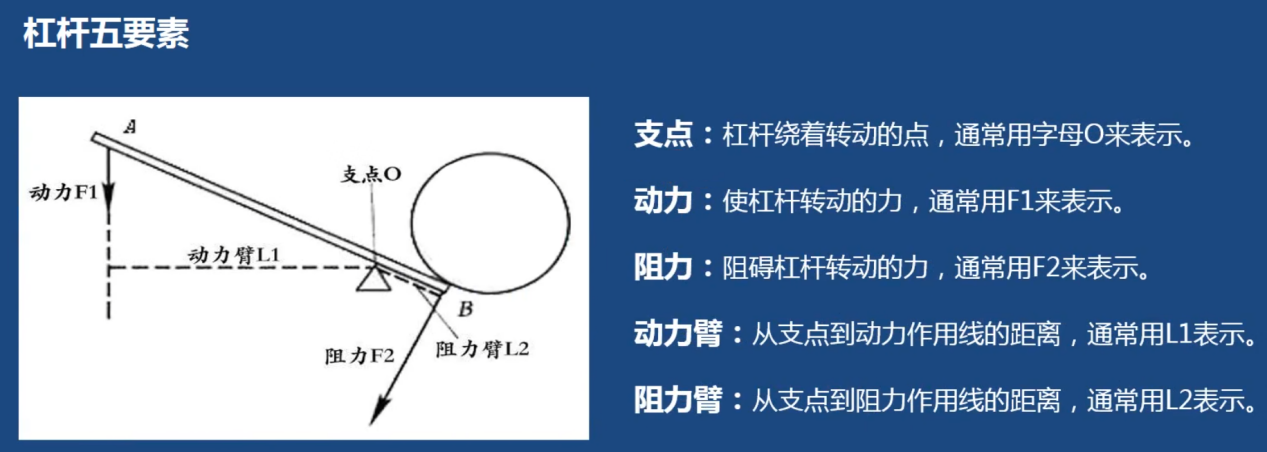 杠杆五要素
A
动力F1
支点O
动力臂L1
B
阻力F2
阻力臂L2
支点：杠杆绕着转动的点，通常用字母O来表示。
动力：使杠杆转动的力，通常用F1来表示。
阻力：阻碍杠杆转动的力，通常用F2来表示。
动力臂：从支点到动力作用线的距离，通常用L1表示。
阻力臂：从支点到阻力作用线的距离，通常用L2表示。